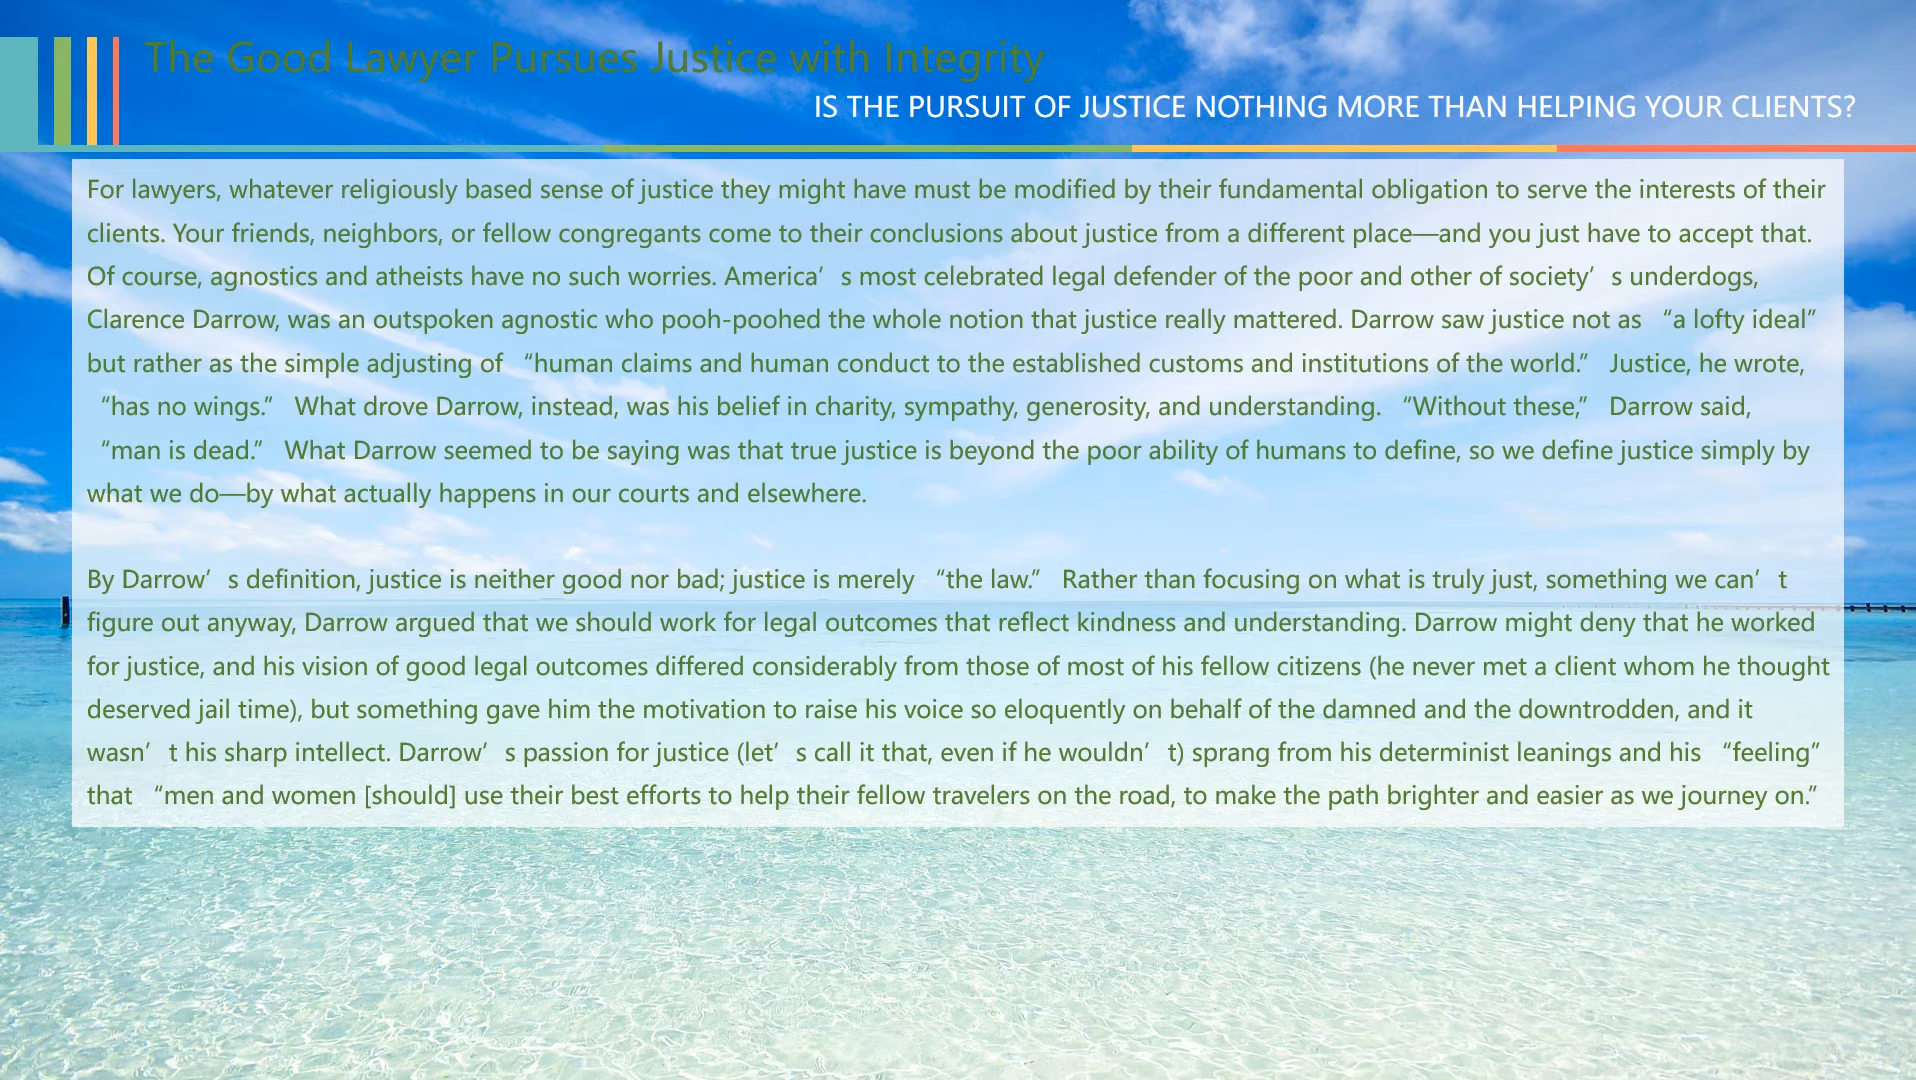 The Good Lawyer Pursues Justice with Integrity
IS THE PURSUIT OF JUSTICE NOTHING MORE THAN HELPING YOUR CLIENTS?
For lawyers, whatever religiously based sense of justice they might have must be modified by their fundamental obligation to serve the interests of their
clients. Your friends, neighbors, or fellow congregants come to their conclusions about justice from a different place—and you just have to accept that.
Of course, agnostics and atheists have no such worries. America’s most celebrated legal defender of the poor and other of society’s underdogs,
Clarence Darrow, was an outspoken agnostic who pooh-poohed the whole notion that justice really mattered. Darrow saw justice not as “a lofty ideal”
but rather as the simple adjusting of “human claims and human conduct to the established customs and institutions of the world.” Justice, he wrote,
“has no wings.” What drove Darrow, instead, was his belief in charity, sympathy, generosity, and understanding. “Without these,” Darrow said,
“man is dead.” What Darrow seemed to be saying was that true justice is beyond the poor ability of humans to define, so we define justice simply by
what we do—by what actually happens in our courts and elsewhere.
By Darrow’s definition, justice is neither good nor bad; justice is merely “the law.” Rather than focusing on what is truly just, something we can’t
figure out anyway, Darrow argued that we should work for legal outcomes that reflect kindness and understanding. Darrow might deny that he worked
for justice, and his vision of good legal outcomes differed considerably from those of most of his fellow citizens (he never met a client whom he thought
deserved jail time), but something gave him the motivation to raise his voice so eloquently on behalf of the damned and the downtrodden, and it
wasn’t his sharp intellect. Darrow’s passion for justice (let’s call it that, even if he wouldn’t) sprang from his determinist leanings and his “feeling”
that “men and women [should] use their best efforts to help their fellow travelers on the road, to make the path brighter and easier as we journey on.”